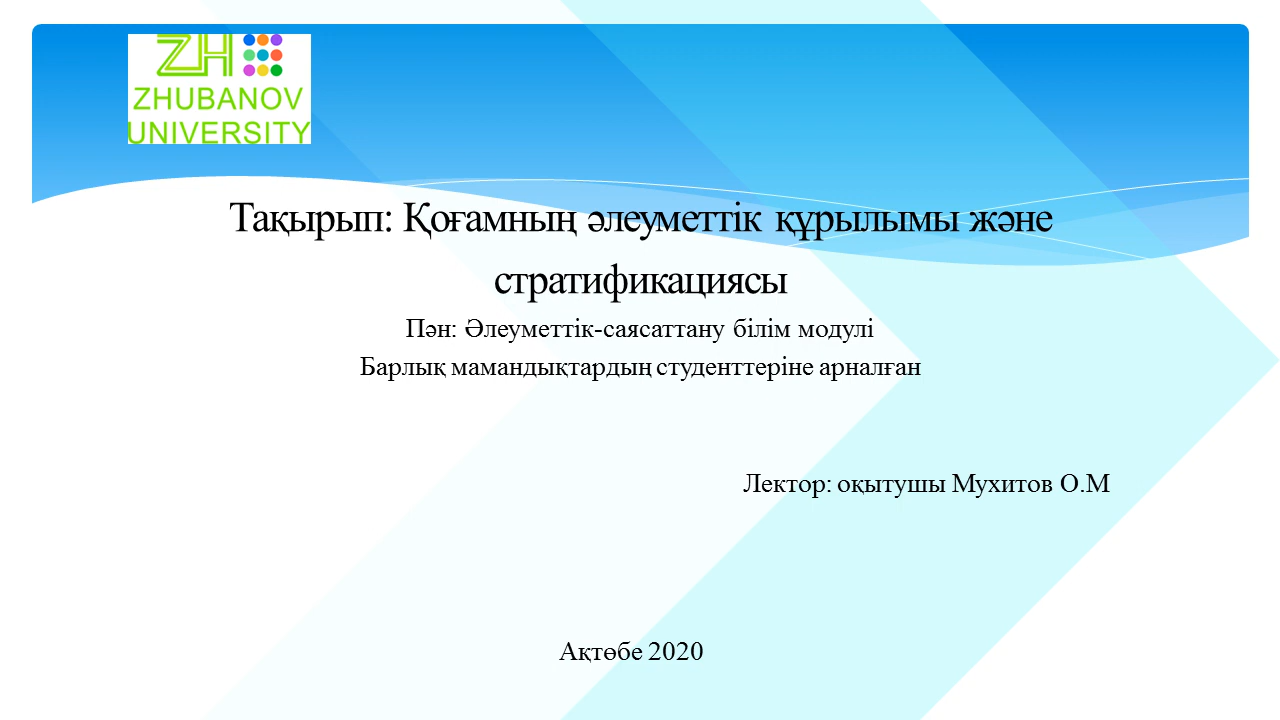 ZH
ZHUBANOV
UNIVERSITY
Тақырып: Қоғамның әлеуметтік құрылымы және
стратификациясы
Пән: Әлеуметтік-саясаттану білім модулі
Барлық мамандықтардың студенттеріне арналған
Лектор: оқытушы Мухитов О.М
Ақтөбе 2020